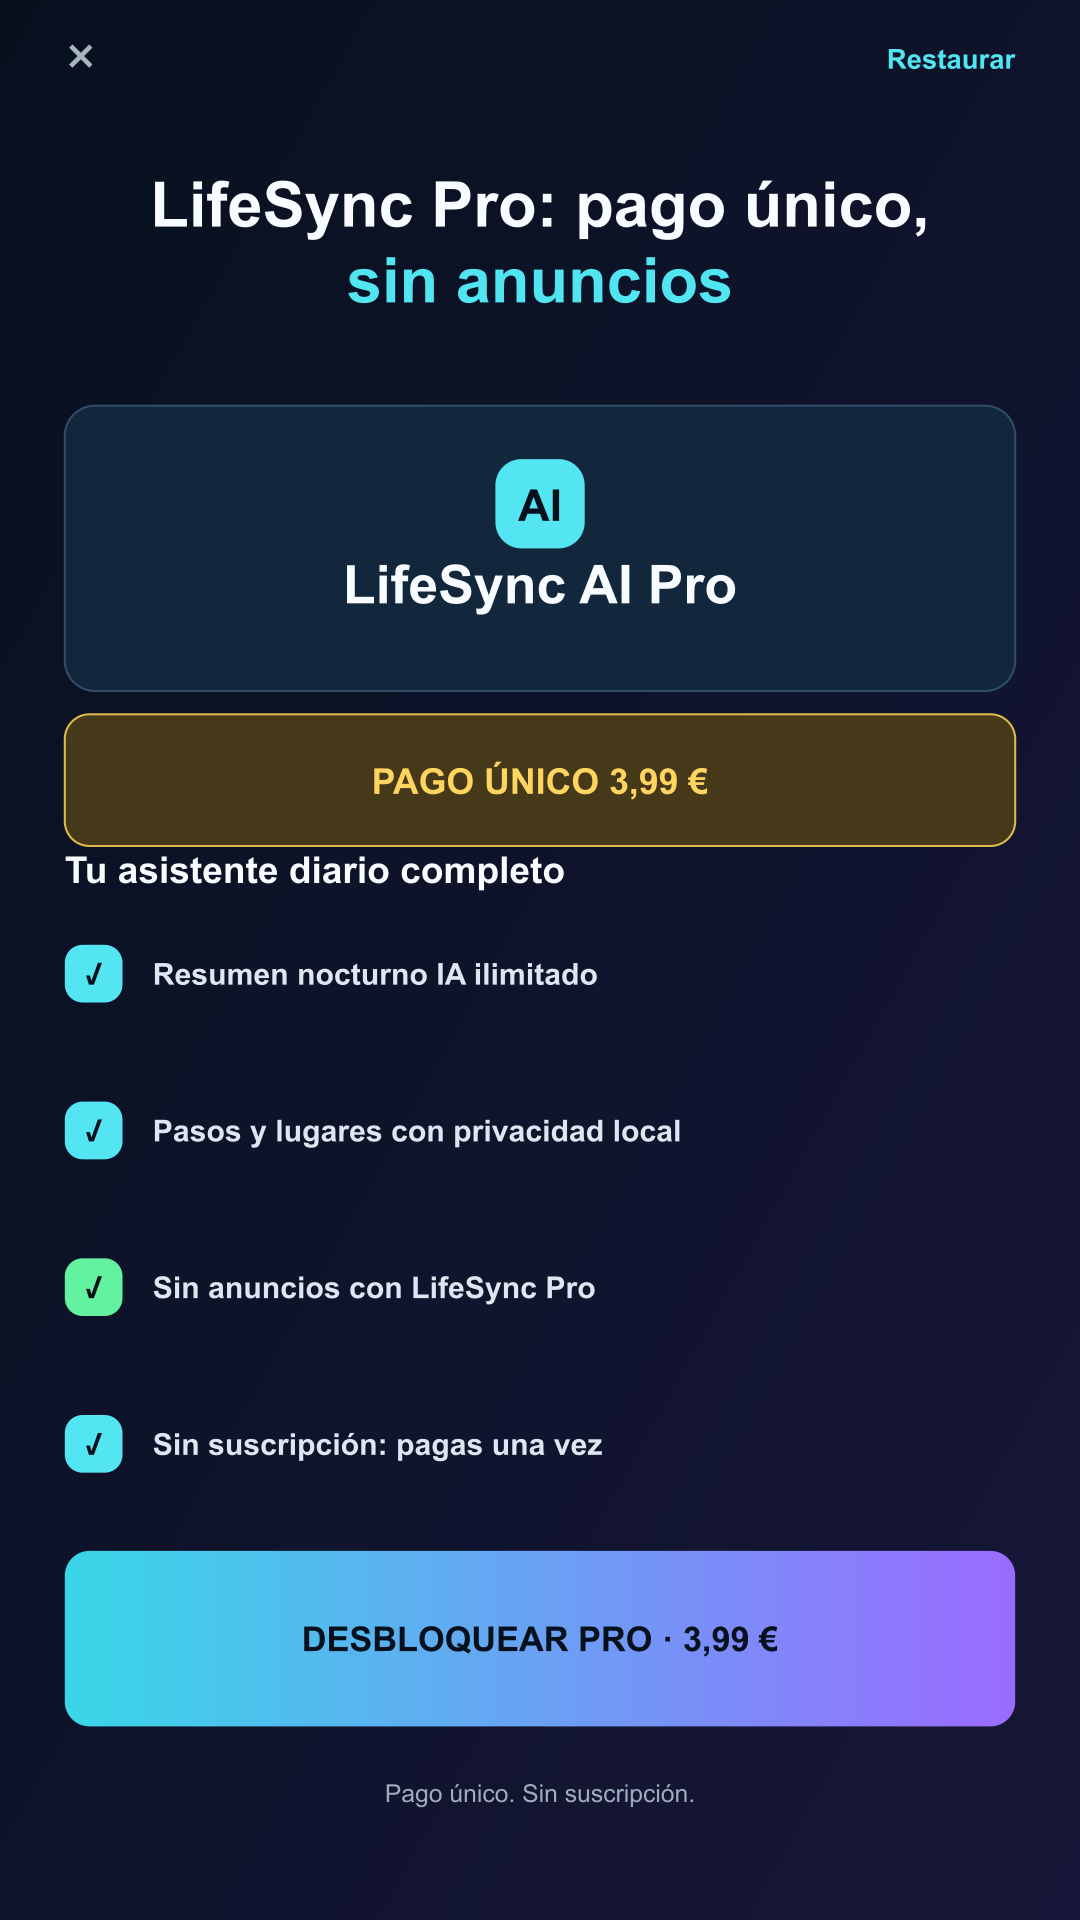 ✕
Restaurar
LifeSync Pro: pago único,
sin anuncios
AI
LifeSync AI Pro
PAGO ÚNICO 3,99 €
Tu asistente diario completo
✓ Resumen nocturno IA ilimitado
✓ Pasos y lugares con privacidad local
✓ Sin anuncios con LifeSync Pro
✓ Sin suscripción: pagas una vez
DESBLOQUEAR PRO · 3,99 €
Pago único. Sin suscripción.